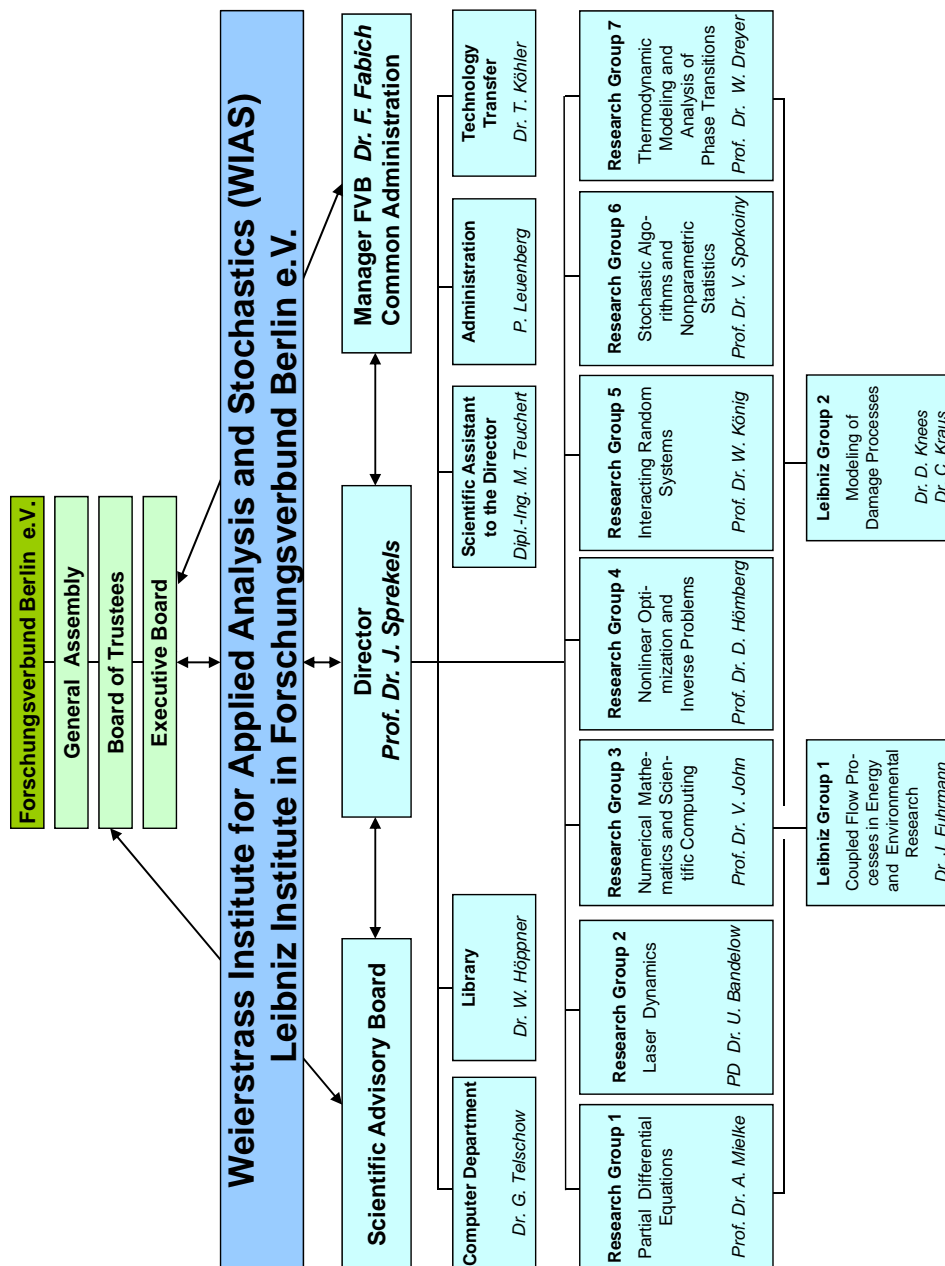 Forschungsverbund Berlin e.V.
General Assembly
Board of Trustees
Executive Board
Weierstrass Institute for Applied Analysis and Stochastics (WIAS)
Leibniz Institute in Forschungsverbund Berlin e.V.
Scientific Advisory Board
Director
Prof. Dr. J. Sprekels
Manager FVB Dr. F. Fabich
Common Administration
Computer Department
Dr. G. Telschow
Library
Dr. W. Höppner
Scientific Assistant
to the Director
Dipl.-Ing. M. Teuchert
Administration
P. Leuenberg
Technology
Transfer
Dr. T. Köhler
Research Group 1
Partial Differential
Equations
Prof. Dr. A. Mielke
Research Group 2
Laser Dynamics
PD Dr. U. Bandelow
Research Group 3
Numerical Mathe-
matics and Scien-
tific Computing
Prof. Dr. V. John
Research Group 4
Nonlinear Opti-
mization and
Inverse Problems
Prof. Dr. D. Hömberg
Research Group 5
Interacting Random
Systems
Prof. Dr. W. König
Research Group 6
Stochastic Algo-
rithms and
Nonparametric
Statistics
Prof. Dr. V. Spokoiny
Research Group 7
Thermodynamic
Modeling and
Analysis of
Phase Transitions
Prof. Dr. W. Dreyer
Leibniz Group 1
Coupled Flow Pro-
cesses in Energy
and Environmental
Research
Dr. J. Fuhrmann
Leibniz Group 2
Modeling of
Damage Processes
Dr. D. Knees
Dr. C. Kraus